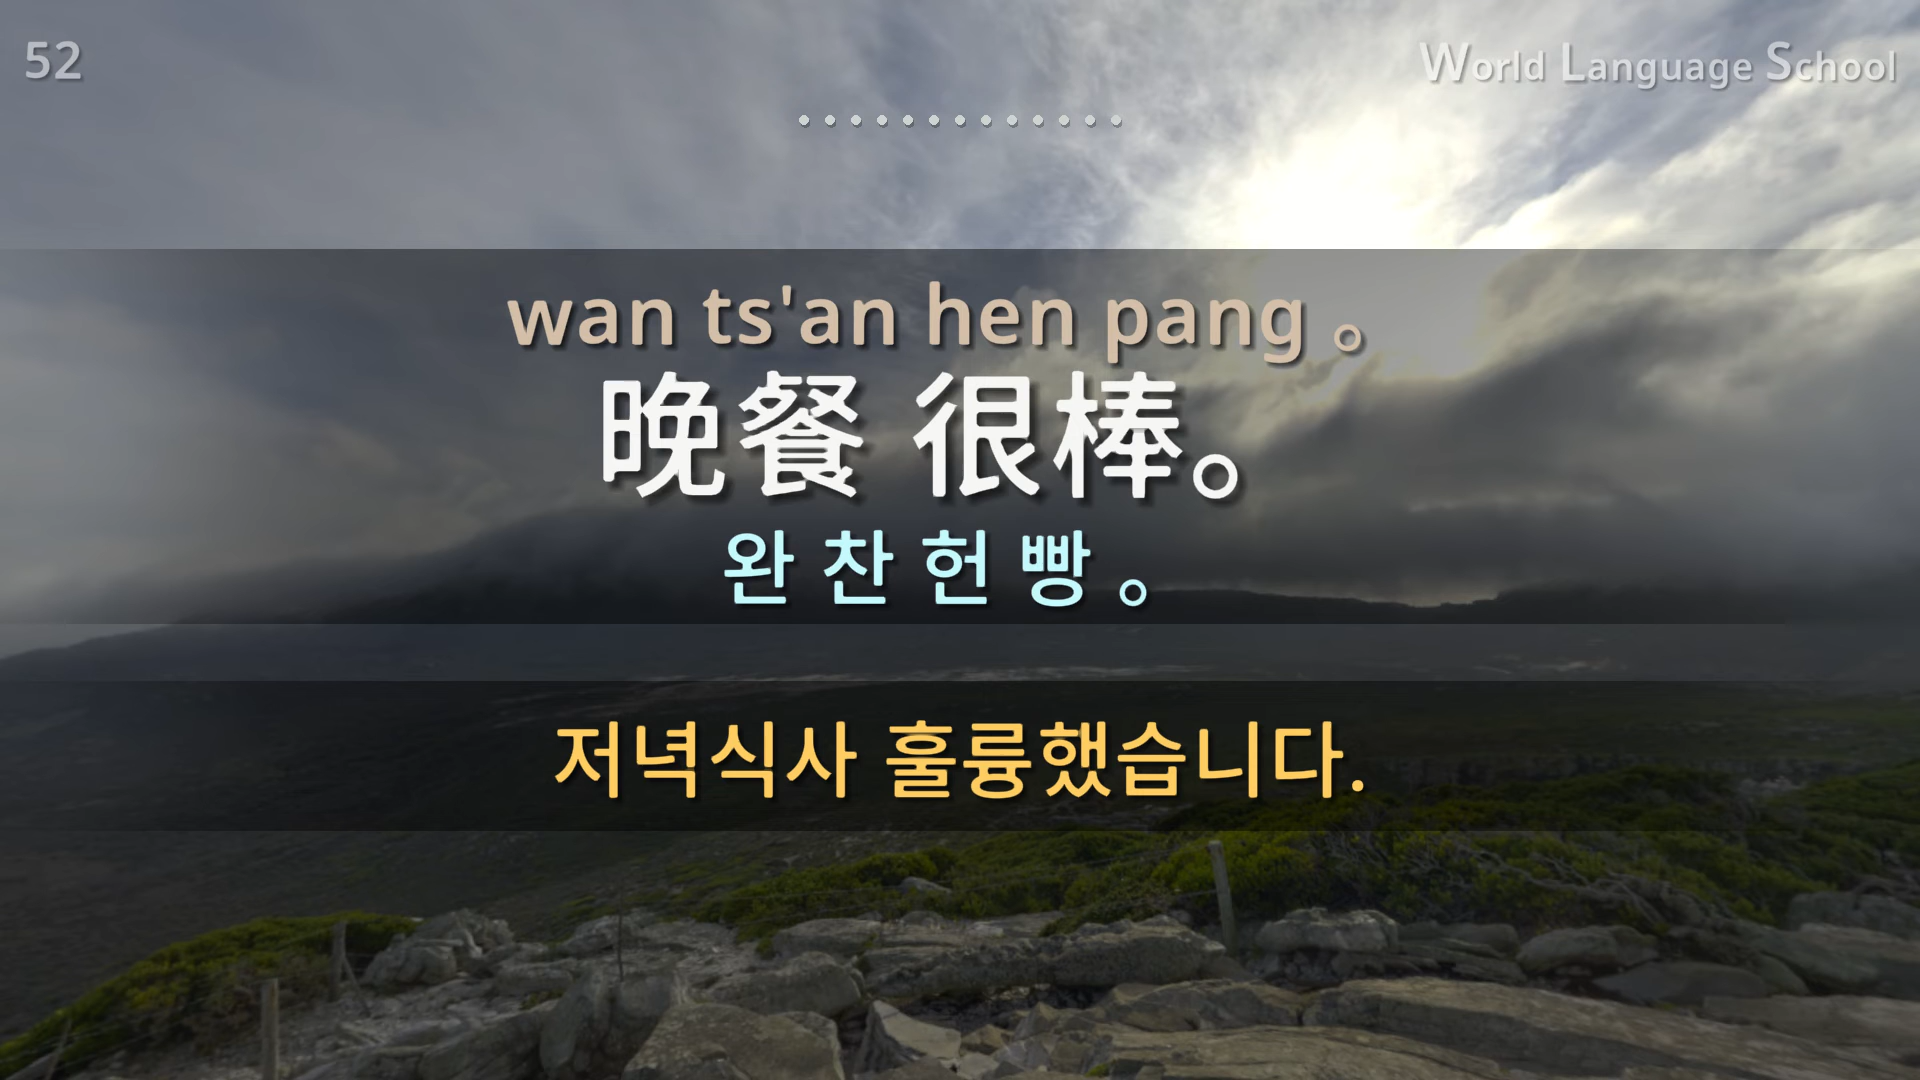 52
World Language School
wan ts'an hen pang 。
晚餐 很棒。
완 찬 헌 빵 。
저녁식사 훌륭했습니다.